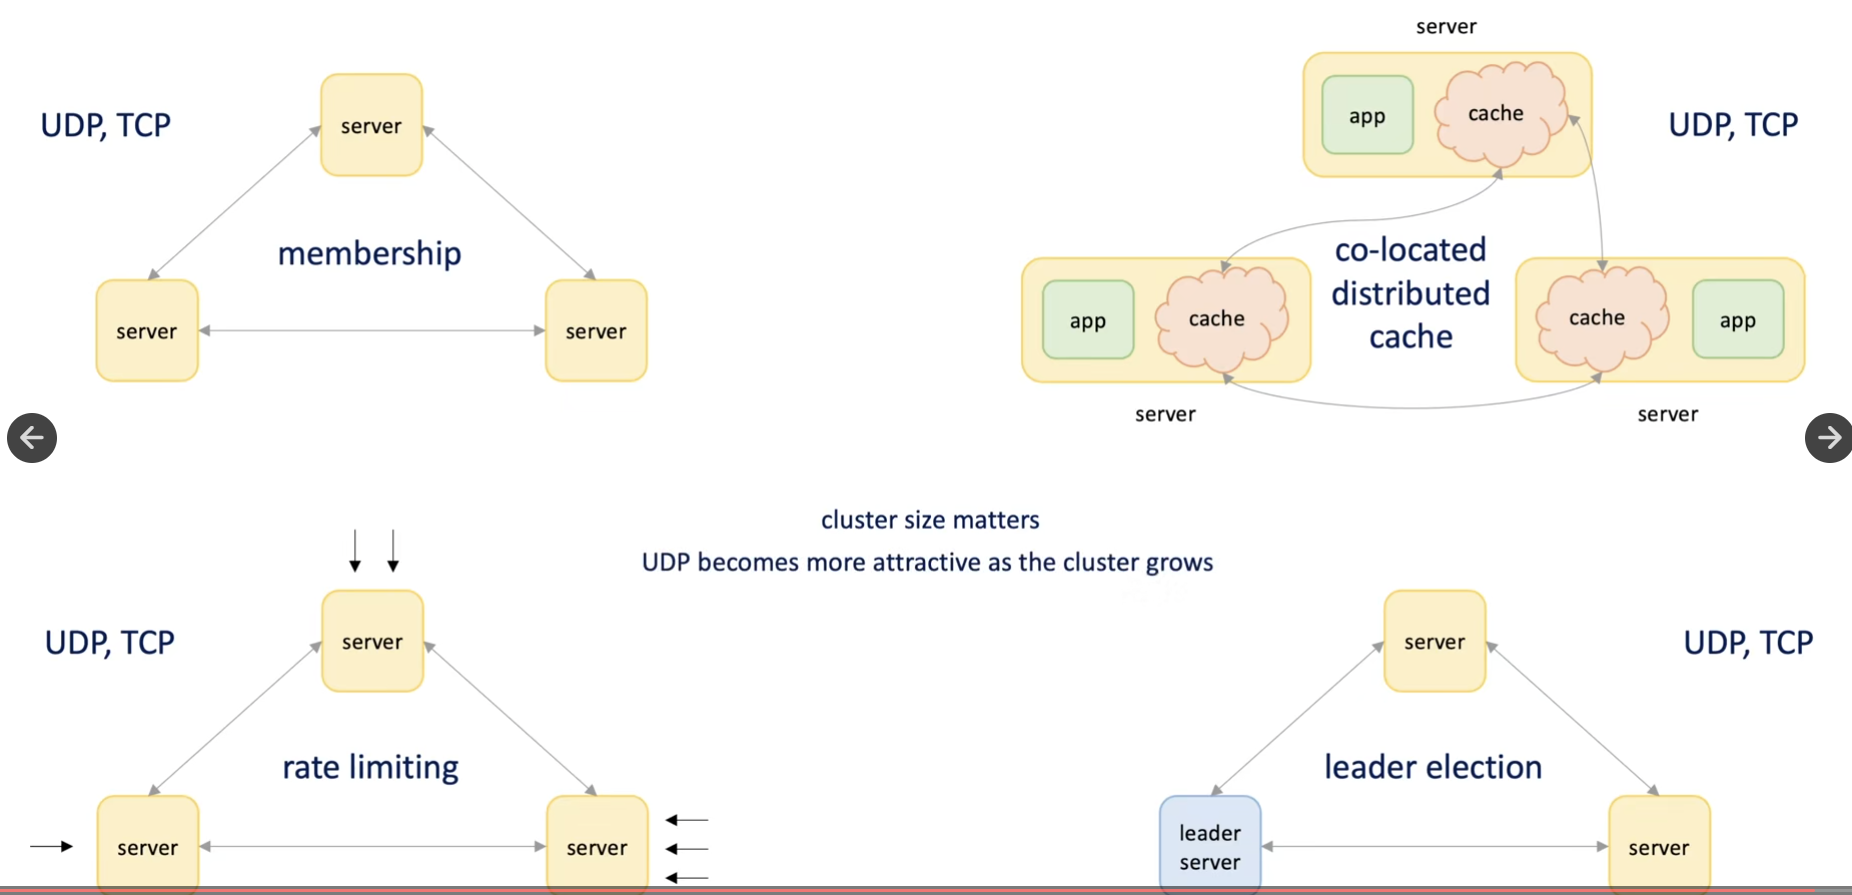 UDP, TCP
server
membership
server
server
server
app
cache
UDP, TCP
co-located
distributed
cache
app
cache
cache
app
server
server
cluster size matters
UDP becomes more attractive as the cluster grows
UDP, TCP
server
rate limiting
server
server
server
UDP, TCP
leader election
leader
server
server